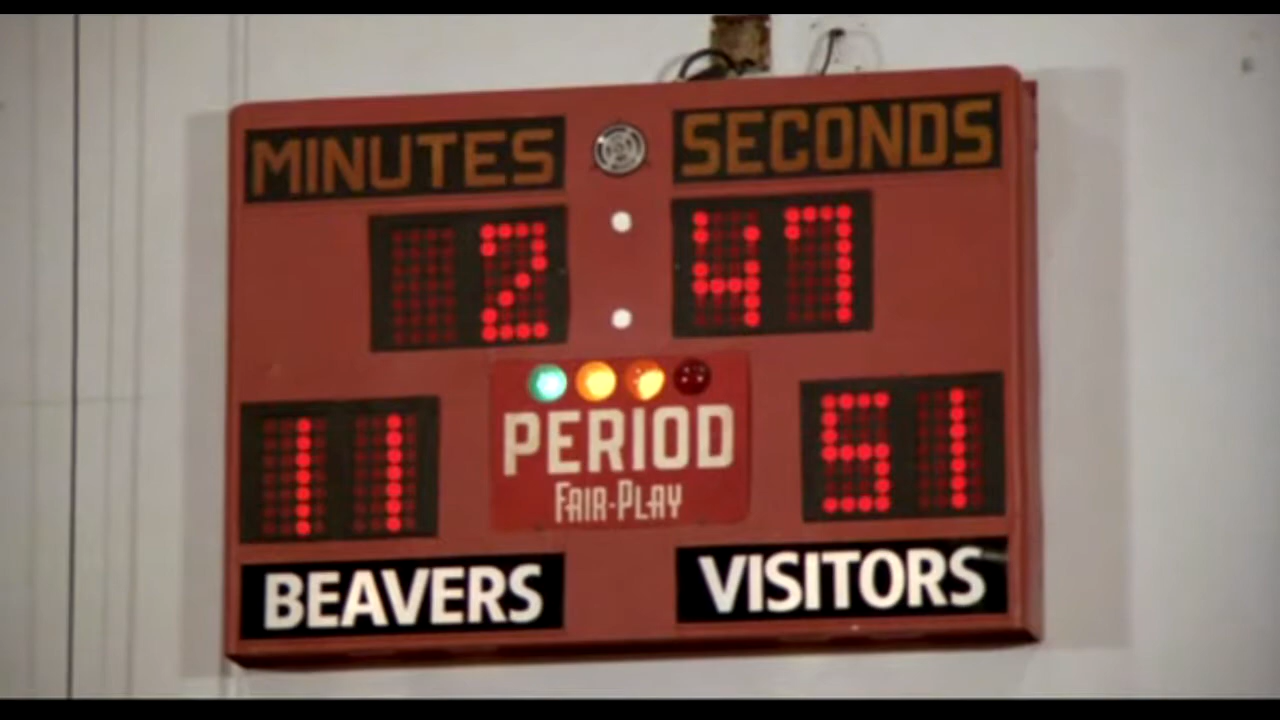 MINUTES SECONDS
2 : 47
PERIOD
11 51
FAIR-PLAY
BEAVERS VISITORS